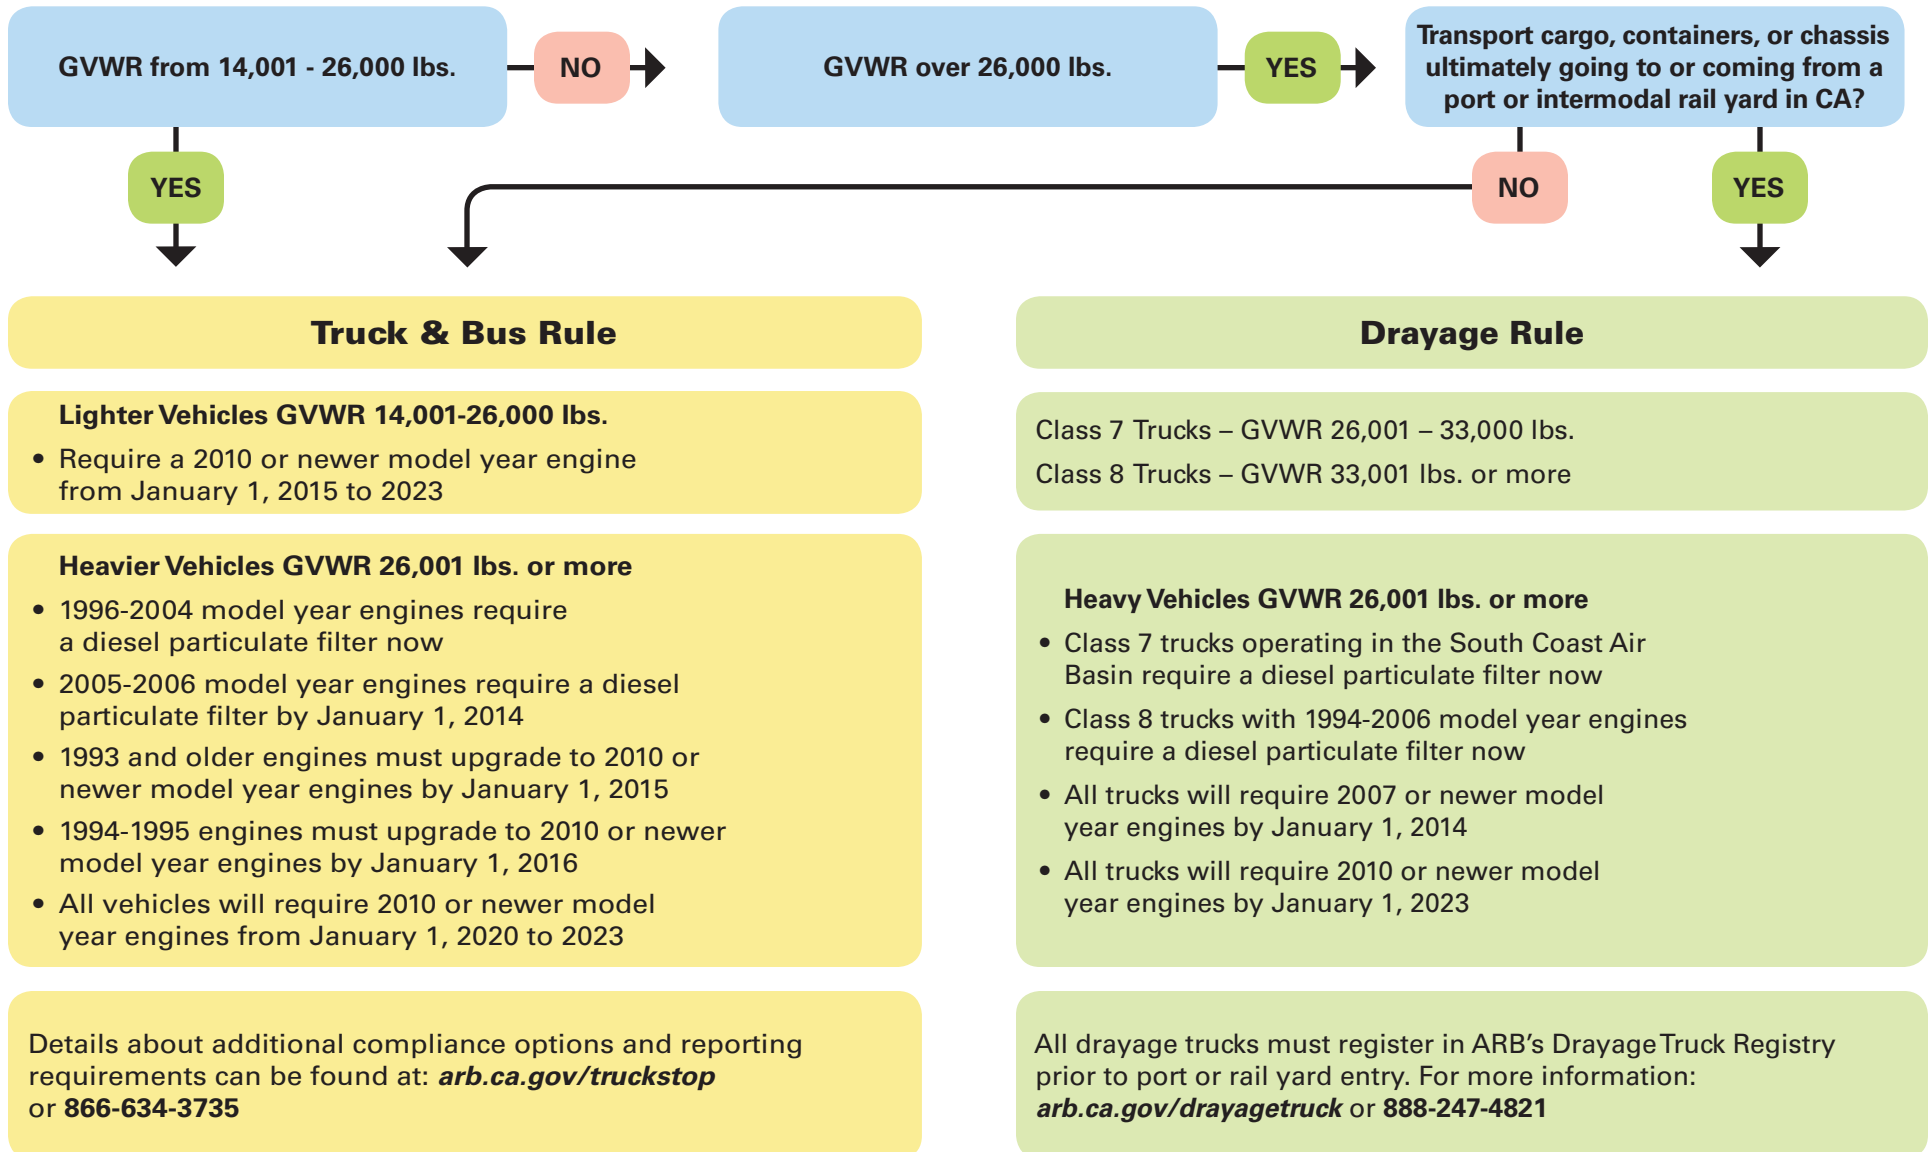 GVWR from 14,001 - 26,000 lbs.
NO
GVWR over 26,000 lbs.
YES
Transport cargo, containers, or chassis
ultimately going to or coming from a
port or intermodal rail yard in CA?
YES
NO
YES
Truck & Bus Rule
Lighter Vehicles GVWR 14,001-26,000 lbs.
• Require a 2010 or newer model year engine
from January 1, 2015 to 2023
Heavier Vehicles GVWR 26,001 lbs. or more
• 1996-2004 model year engines require
a diesel particulate filter now
• 2005-2006 model year engines require a diesel
particulate filter by January 1, 2014
• 1993 and older engines must upgrade to 2010 or
newer model year engines by January 1, 2015
• 1994-1995 engines must upgrade to 2010 or newer
model year engines by January 1, 2016
• All vehicles will require 2010 or newer model
year engines from January 1, 2020 to 2023
Details about additional compliance options and reporting
requirements can be found at: arb.ca.gov/truckstop
or 866-634-3735
Drayage Rule
Class 7 Trucks – GVWR 26,001 – 33,000 lbs.
Class 8 Trucks – GVWR 33,001 lbs. or more
Heavy Vehicles GVWR 26,001 lbs. or more
• Class 7 trucks operating in the South Coast Air
Basin require a diesel particulate filter now
• Class 8 trucks with 1994-2006 model year engines
require a diesel particulate filter now
• All trucks will require 2007 or newer model
year engines by January 1, 2014
• All trucks will require 2010 or newer model
year engines by January 1, 2023
All drayage trucks must register in ARB’s Drayage Truck Registry
prior to port or rail yard entry. For more information:
arb.ca.gov/drayagetruck or 888-247-4821